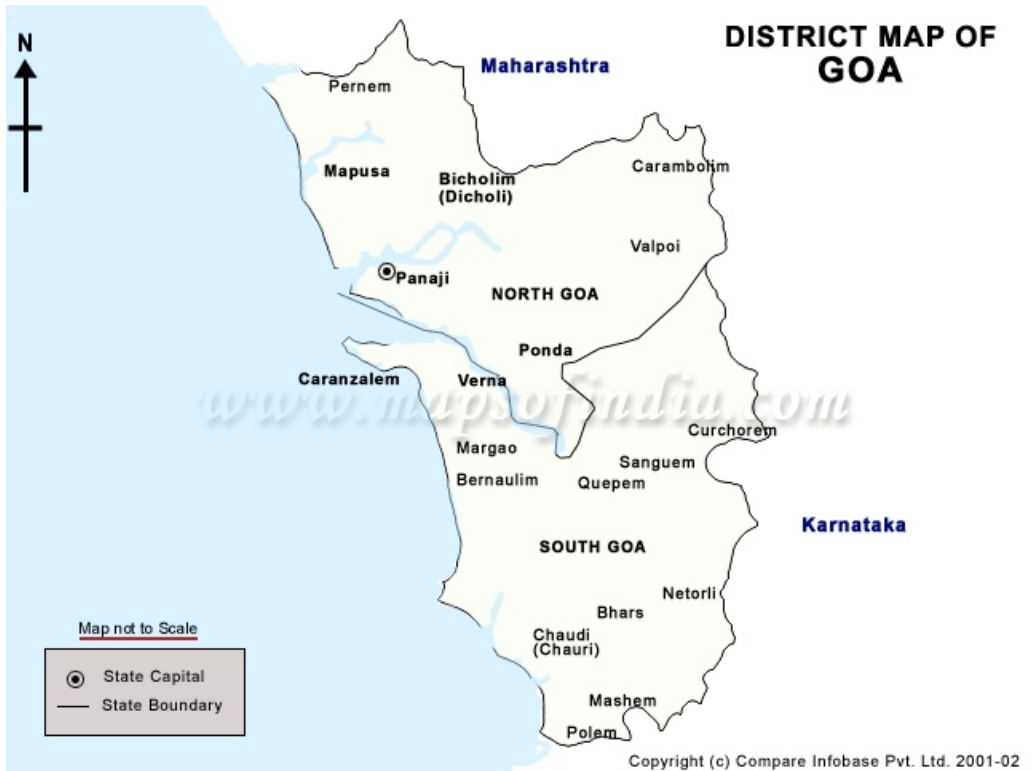 DISTRICT MAP OF
GOA
N
Maharashtra
Pernem
Carambolim
Mapusa
Bicholim
(Dicholi)
Valpoi
Panaji
NORTH GOA
Ponda
Caranzalem
Verna
www.mapsofindia.com
Curchorem
Margao
Sanguem
Bernaulim
Quepem
Karnataka
SOUTH GOA
Netorli
Bhars
Map not to Scale
Chaudi
(Chauri)
State Capital
State Boundary
Mashem
Polem
Copyright (c) Compare Infobase Pvt. Ltd. 2001-02